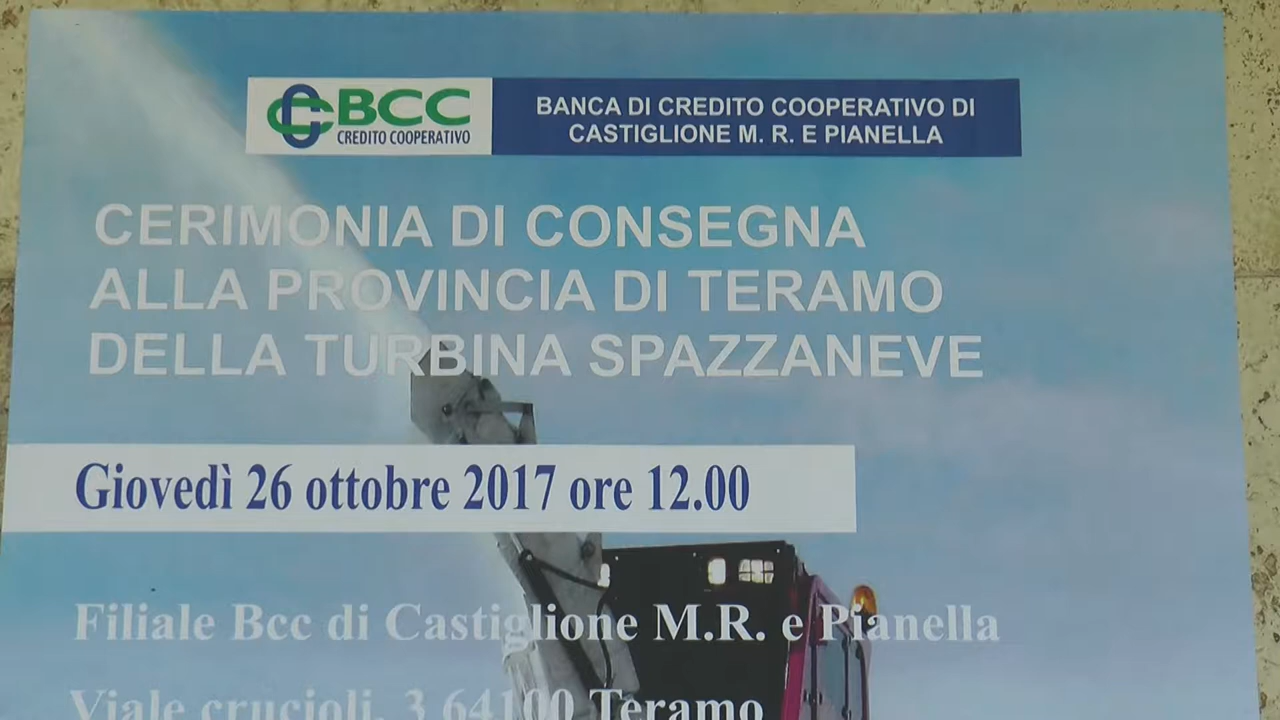 BCC
CREDITO COOPERATIVO
BANCA DI CREDITO COOPERATIVO DI
CASTIGLIONE M. R. E PIANELLA
CERIMONIA DI CONSEGNA
ALLA PROVINCIA DI TERAMO
DELLA TURBINA SPAZZANEVE
Giovedì 26 ottobre 2017 ore 12.00
Filiale Bcc di Castiglione M.R. e Pianella
Viale crucioli, 3 64100 Teramo